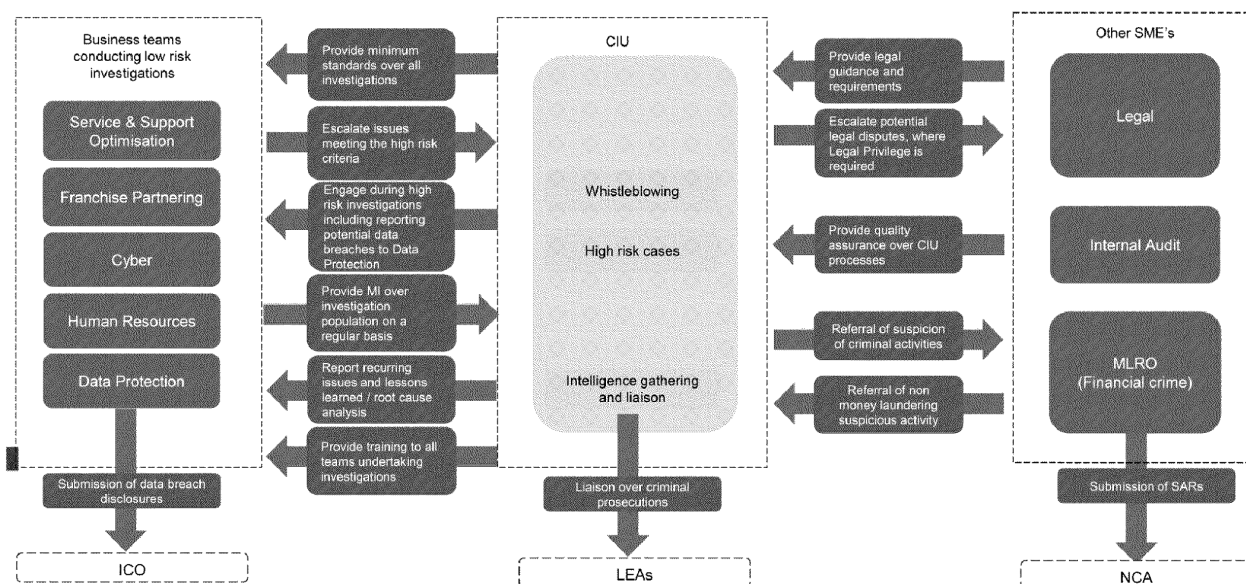 Business teams
conducting low risk
investigations
Service & Support
Optimisation
Franchise Partnering
Cyber
Human Resources
Data Protection
Submission of data breach
disclosures
ICO
Provide minimum
standards over all
investigations
Escalate issues
meeting the high risk
criteria
Engage during high
risk investigations
including reporting
potential data
breaches to Data
Protection
Provide MI over
investigation
population on a
regular basis
Report recurring
issues and lessons
learned / root cause
analysis
Provide training to all
teams undertaking
investigations
CIU
Whistleblowing
High risk cases
Intelligence gathering
and liaison
Liaison over criminal
prosecutions
LEAs
Provide legal
guidance and
requirements
Escalate potential
legal disputes, where
Legal Privilege is
required
Provide quality
assurance over CIU
processes
Referral of suspicion
of criminal activities
Referral of non
money laundering
suspicious activity
Other SME's
Legal
Internal Audit
MLRO
(Financial crime)
Submission of SARs
NCA